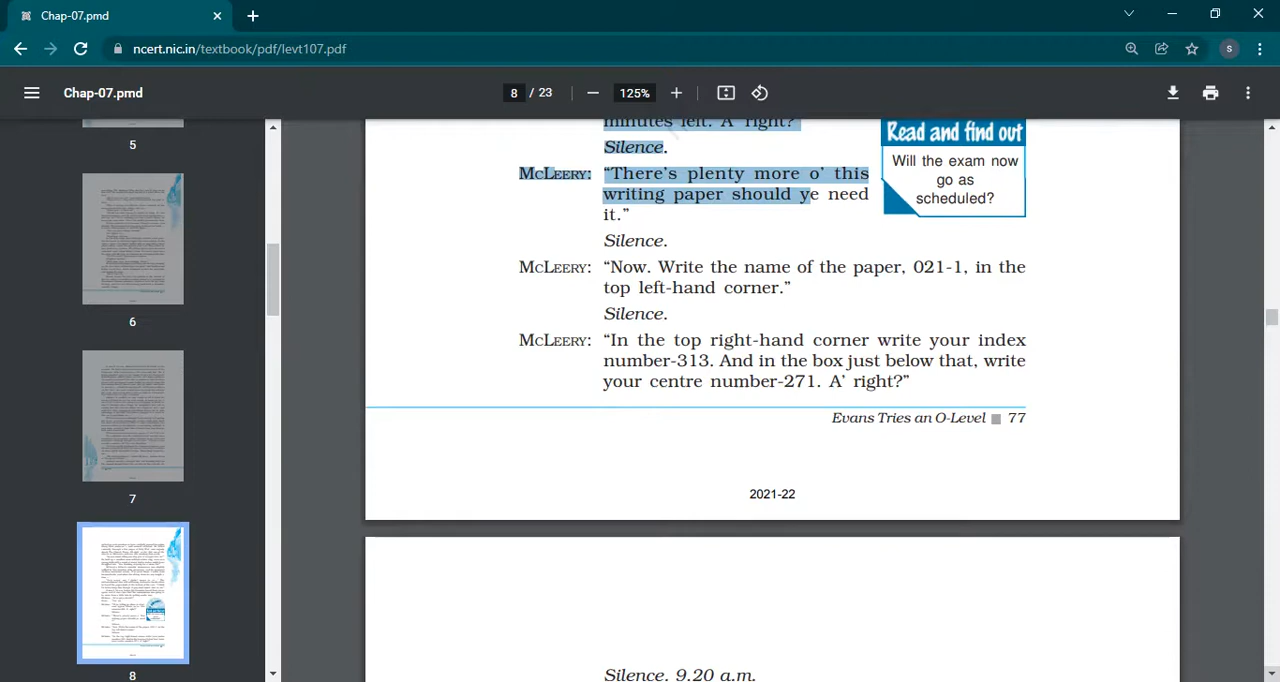 Chap-07.pmd
ncert.nic.in/textbook/pdf/levt107.pdf
s
Chap-07.pmd
8 / 23
125%
5
6
7
8
minutes left. A' right?"
Silence.
McLEERY: “There's plenty more o’ this
writing paper should ye need
it.”
Silence.
McLEERY: “Now. Write the name of the paper, 021-1, in the
top left-hand corner.”
Silence.
McLEERY: “In the top right-hand corner write your index
number-313. And in the box just below that, write
your centre number-271. A’ right?”
Read and find out
Will the exam now
go as
scheduled?
Evans Tries an O-Level 77
2021-22
Silence. 9.20 a.m.